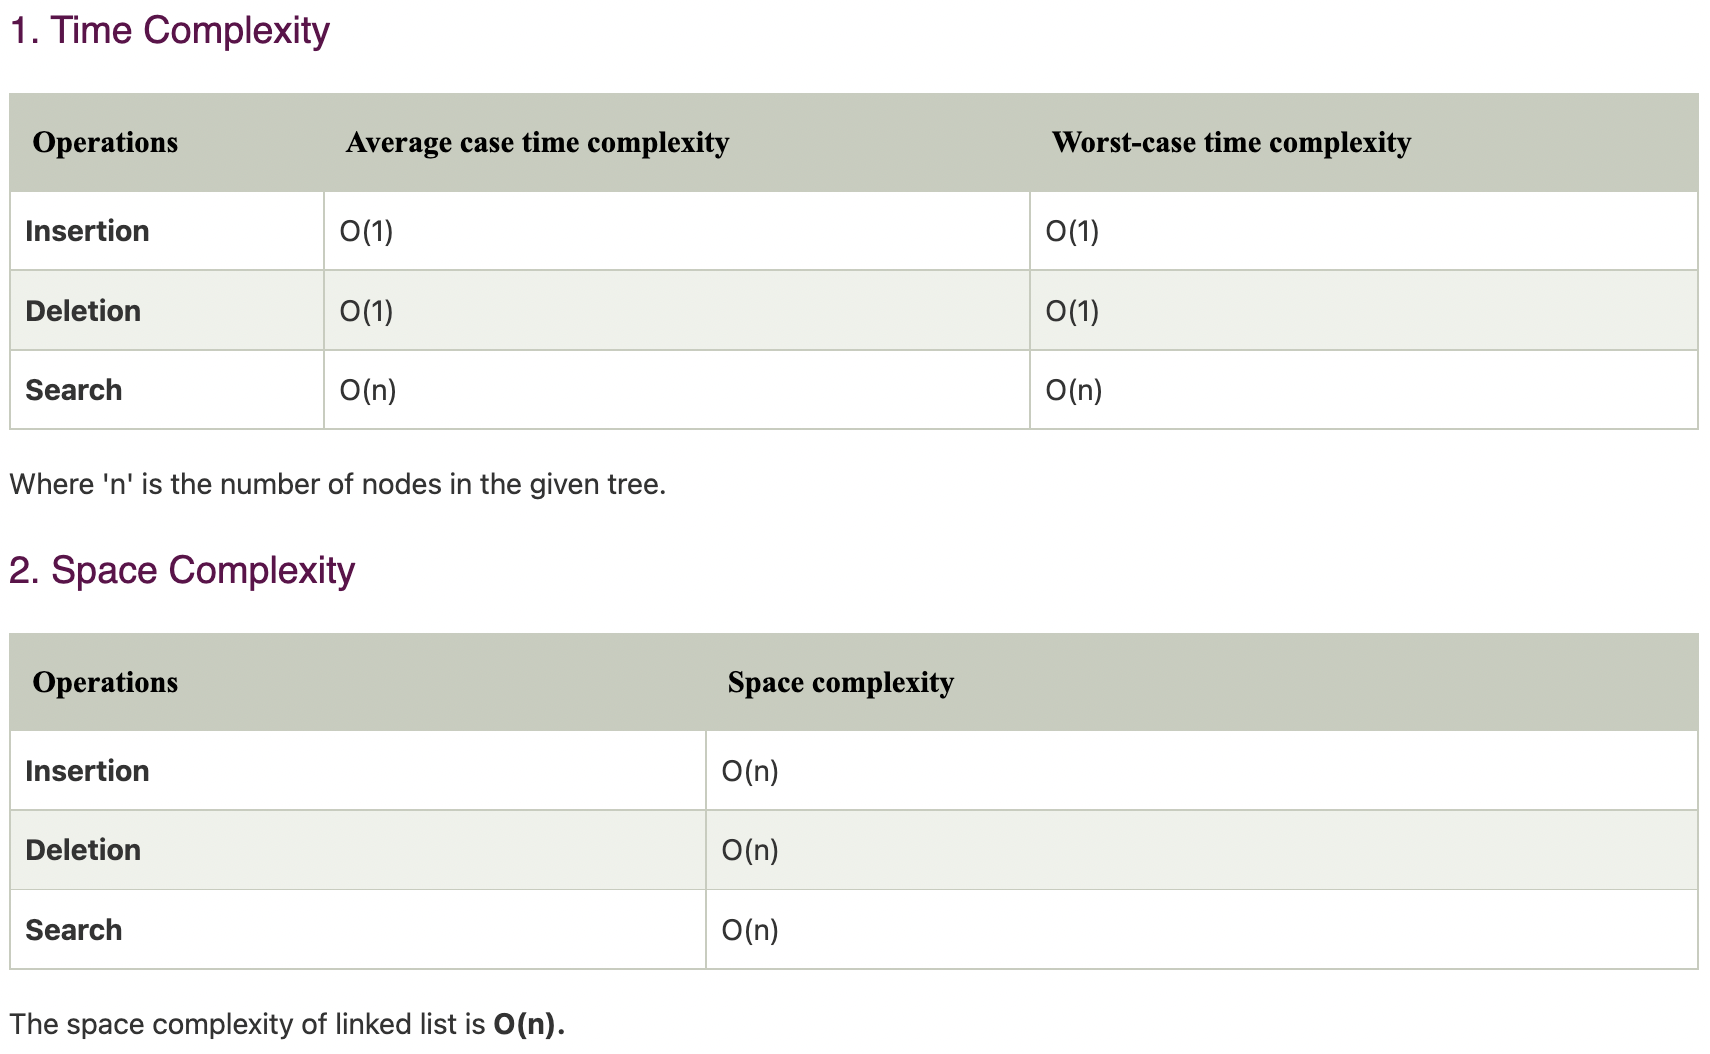 1. Time Complexity
Operations Average case time complexity Worst-case time complexity
Insertion O(1) O(1)
Deletion O(1) O(1)
Search O(n) O(n)
Where 'n' is the number of nodes in the given tree.
2. Space Complexity
Operations Space complexity
Insertion O(n)
Deletion O(n)
Search O(n)
The space complexity of linked list is O(n).